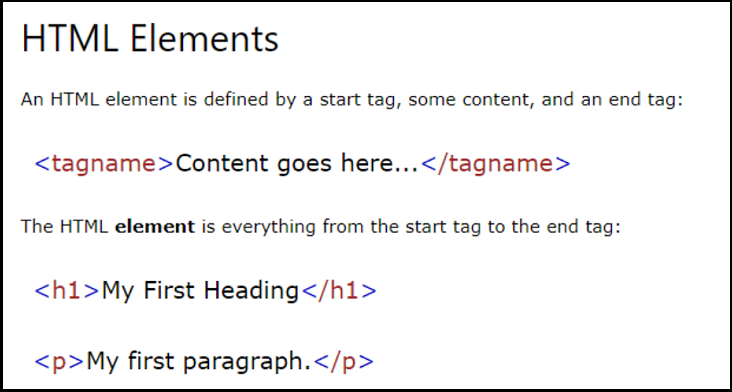 HTML Elements
An HTML element is defined by a start tag, some content, and an end tag:
<tagname>Content goes here...</tagname>
The HTML element is everything from the start tag to the end tag:
<h1>My First Heading</h1>
<p>My first paragraph.</p>